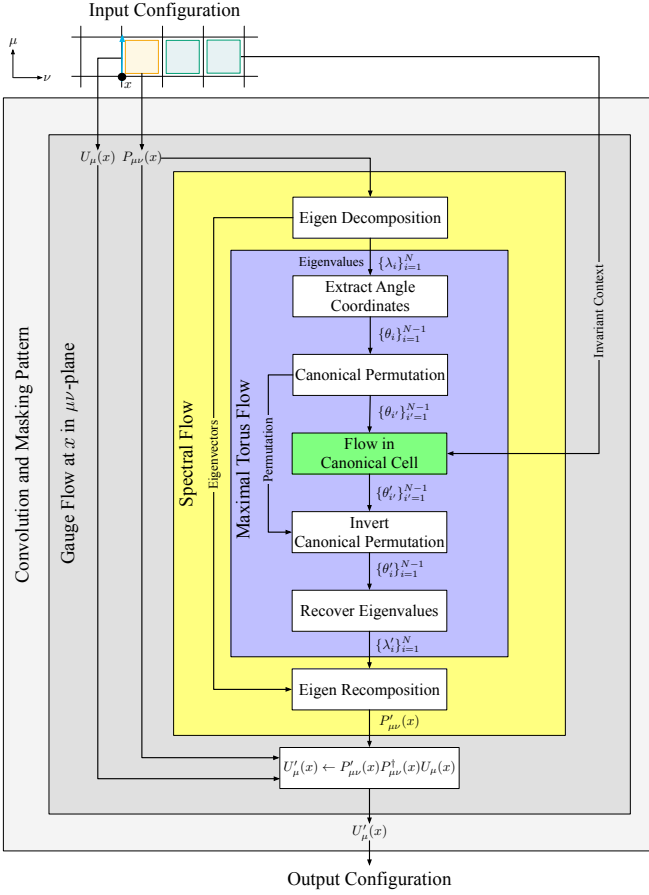 Input Configuration
μ
ν
x
U_μ(x)
P_μν(x)
Eigen Decomposition
Eigenvalues
{λ_i}_{i=1}^N
Extract Angle
Coordinates
{θ_i}_{i=1}^{N-1}
Canonical Permutation
{θ_{i'}}_{i'=1}^{N-1}
Flow in
Canonical Cell
{θ'_{i'}}_{i'=1}^{N-1}
Invert
Canonical Permutation
{θ'_i}_{i=1}^{N-1}
Recover Eigenvalues
{λ'_i}_{i=1}^N
Eigen Recomposition
P'_μν(x)
U'_μ(x) ← P'_μν(x)P†_μν(x)U_μ(x)
U'_μ(x)
Output Configuration
Convolution and Masking Pattern
Gauge Flow at x in μν-plane
Spectral Flow
Eigenvectors
Maximal Torus Flow
Permutation
Invariant Context